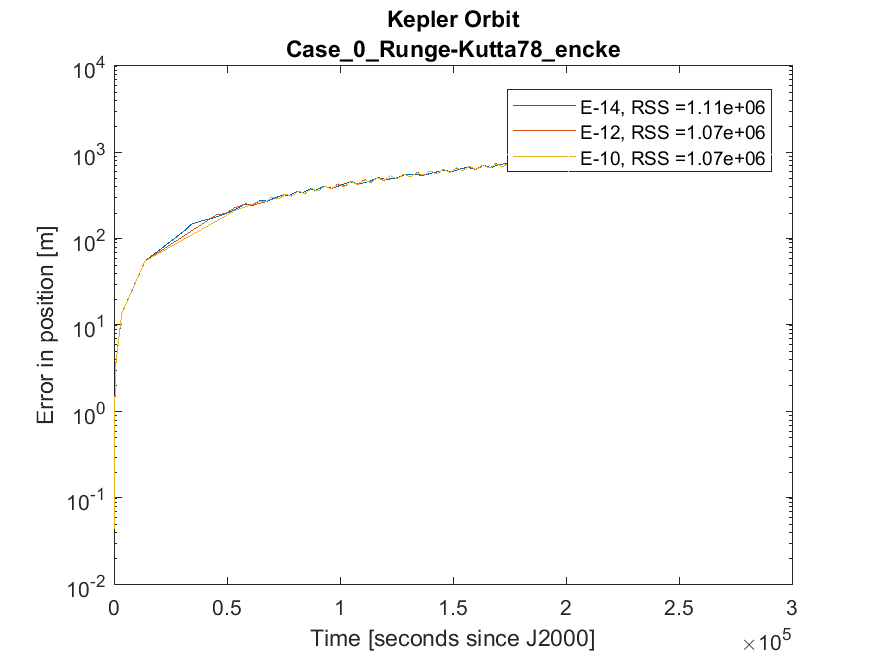 Kepler Orbit
Case_0_Runge-Kutta78_encke
10^4
E-14, RSS =1.11e+06
E-12, RSS =1.07e+06
E-10, RSS =1.07e+06
10^3
10^2
10^1
10^0
10^-1
10^-2
Error in position [m]
0 0.5 1 1.5 2 2.5 3
Time [seconds since J2000]
×10^5